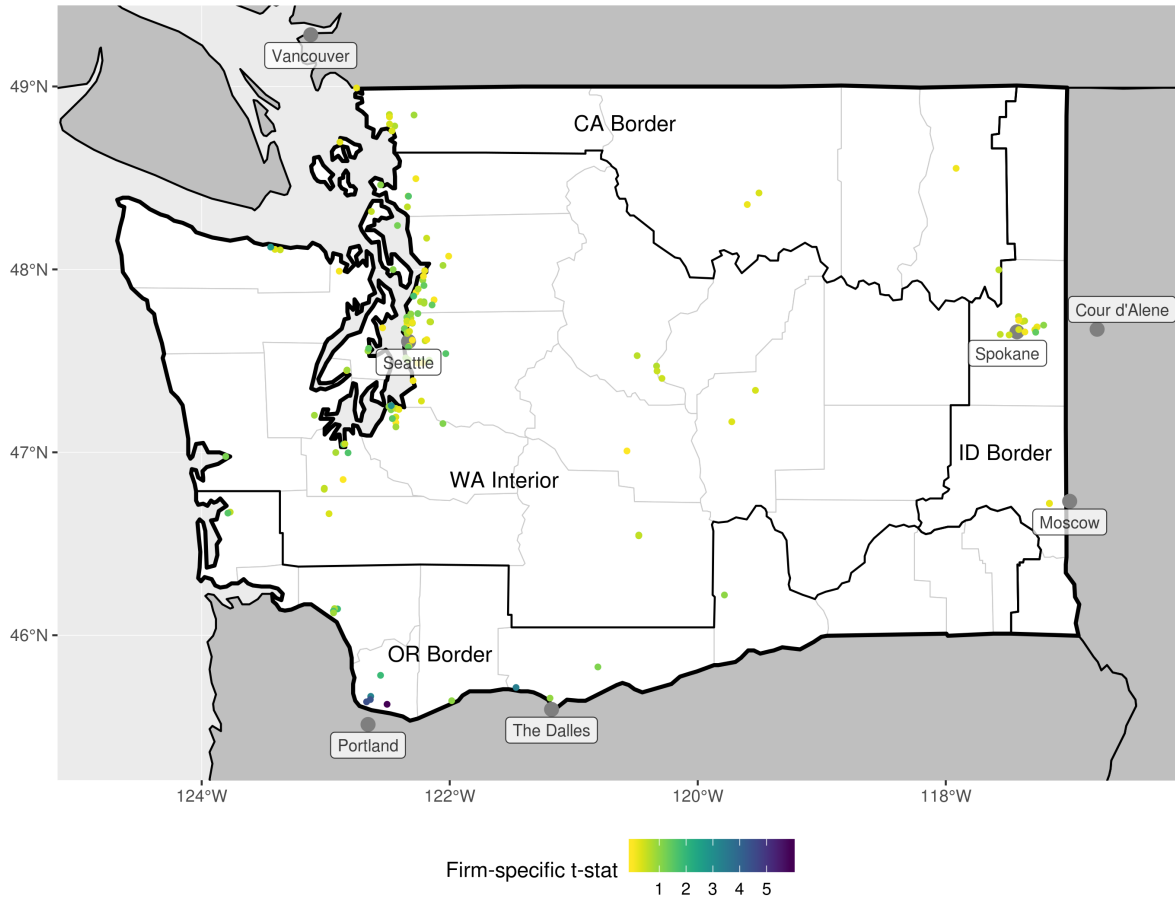 Vancouver
49°N
CA Border
48°N
Cour d'Alene
Seattle
Spokane
47°N
ID Border
WA Interior
Moscow
46°N
OR Border
The Dalles
Portland
124°W 122°W 120°W 118°W
Firm-specific t-stat
1 2 3 4 5